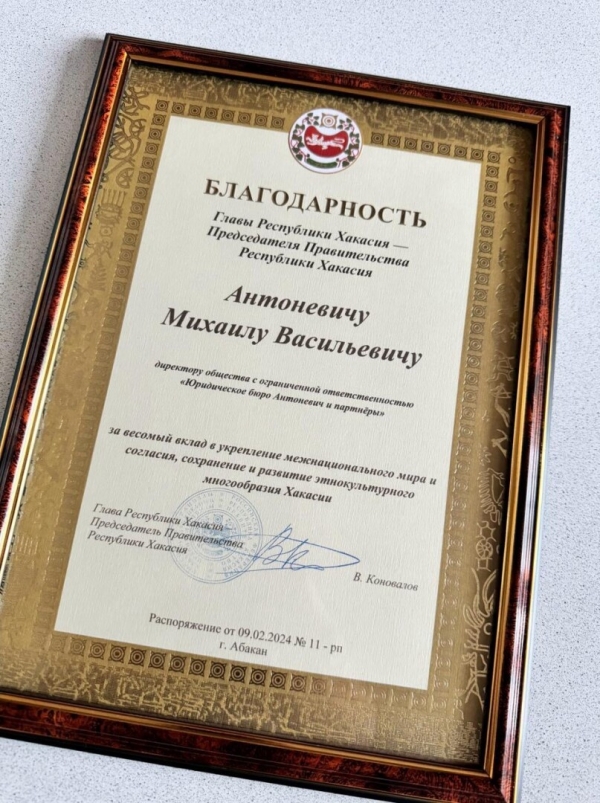 БЛАГОДАРНОСТЬ
Главы Республики Хакасия —
Председателя Правительства
Республики Хакасия
Антоневичу
Михаилу Васильевичу
директору общества с ограниченной ответственностью
«Юридическое бюро Антоневич и партнёры»
за весомый вклад в укрепление межнационального мира и
согласия, сохранение и развитие этнокультурного
многообразия Хакасии
Глава Республики Хакасия –
Председатель Правительства
Республики Хакасия
В. Коновалов
Распоряжение от 09.02.2024 № 11 - рп
г. Абакан